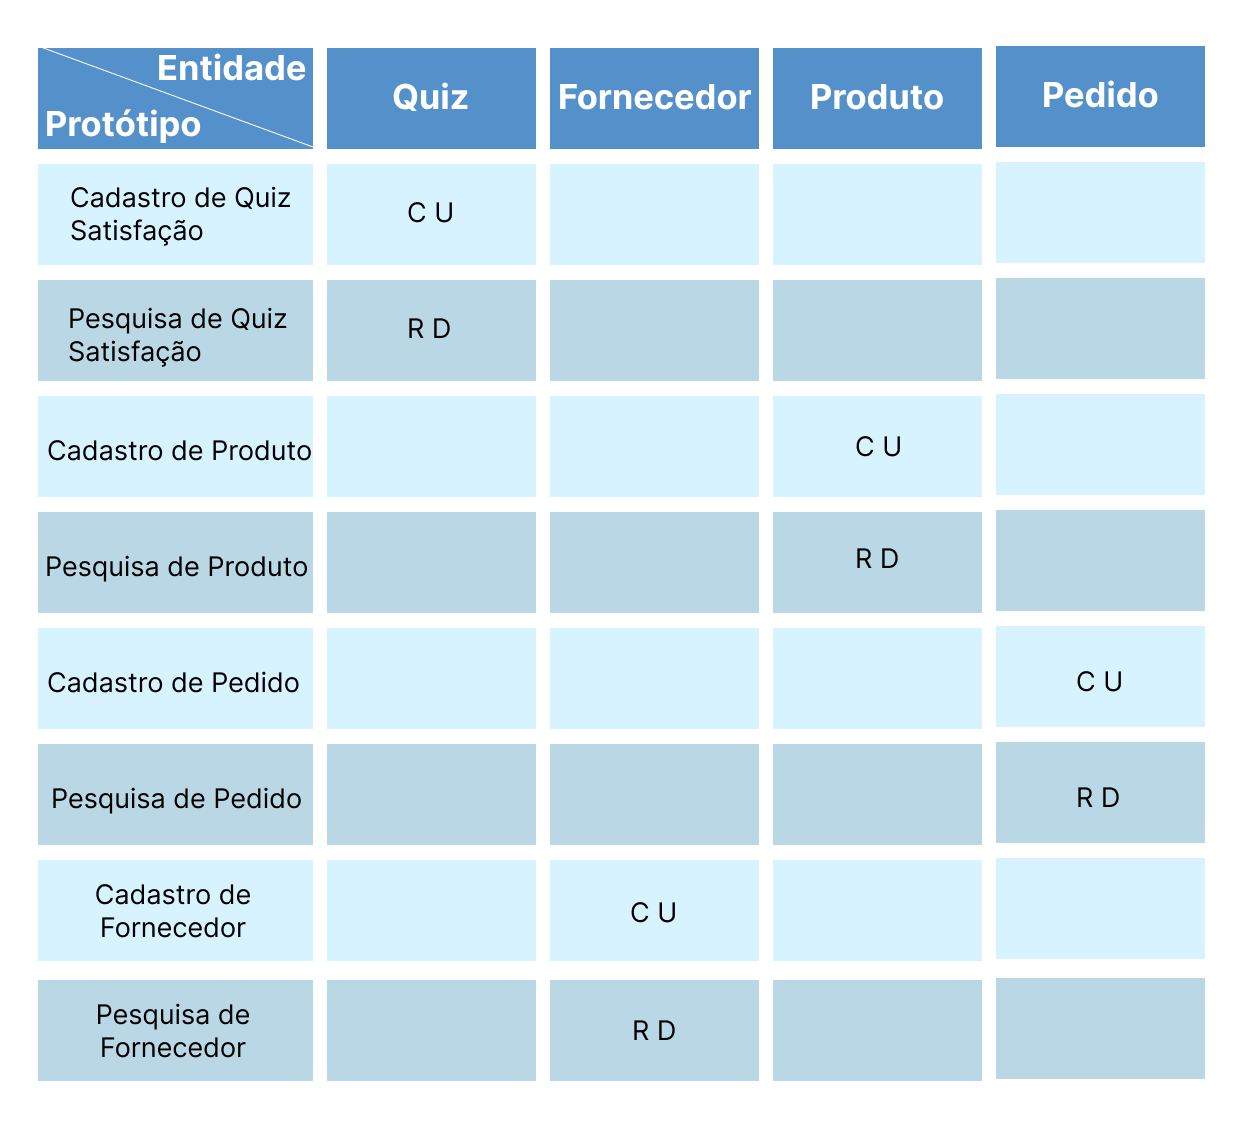 Entidade
Protótipo
Quiz
Fornecedor
Produto
Pedido
Cadastro de Quiz
Satisfação
C U
Pesquisa de Quiz
Satisfação
R D
Cadastro de Produto
C U
Pesquisa de Produto
R D
Cadastro de Pedido
C U
Pesquisa de Pedido
R D
Cadastro de
Fornecedor
C U
Pesquisa de
Fornecedor
R D